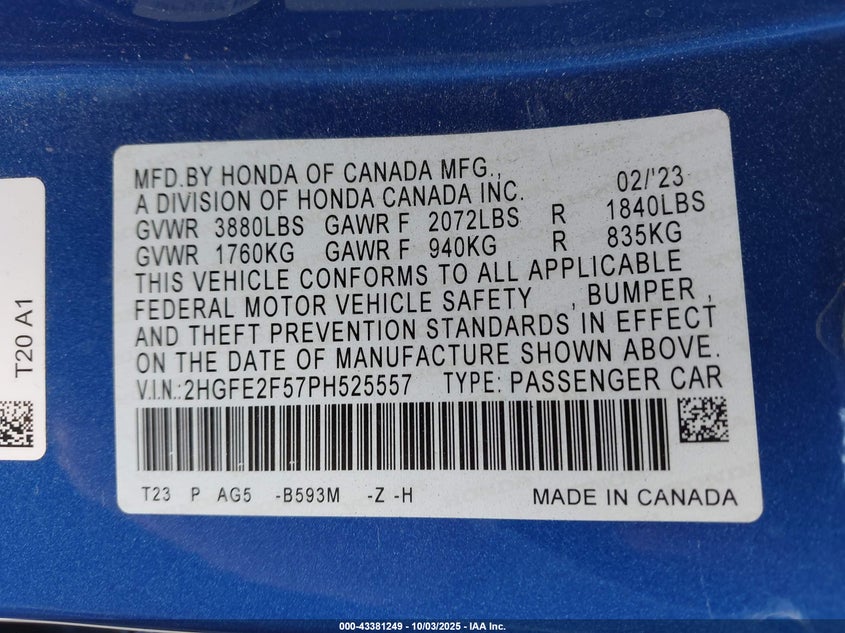 MFD.BY HONDA OF CANADA MFG., 02/'23
A DIVISION OF HONDA CANADA INC.
GVWR 3880LBS GAWR F 2072LBS R 1840LBS
GVWR 1760KG GAWR F 940KG R 835KG
THIS VEHICLE CONFORMS TO ALL APPLICABLE
FEDERAL MOTOR VEHICLE SAFETY , BUMPER ,
AND THEFT PREVENTION STANDARDS IN EFFECT
ON THE DATE OF MANUFACTURE SHOWN ABOVE.
V.I.N.: 2HGFE2F57PH525557 TYPE: PASSENGER CAR
T23 P AG5 -B593M -Z -H MADE IN CANADA
T20 A1
000-43381249 - 10/03/2025 - IAA Inc.